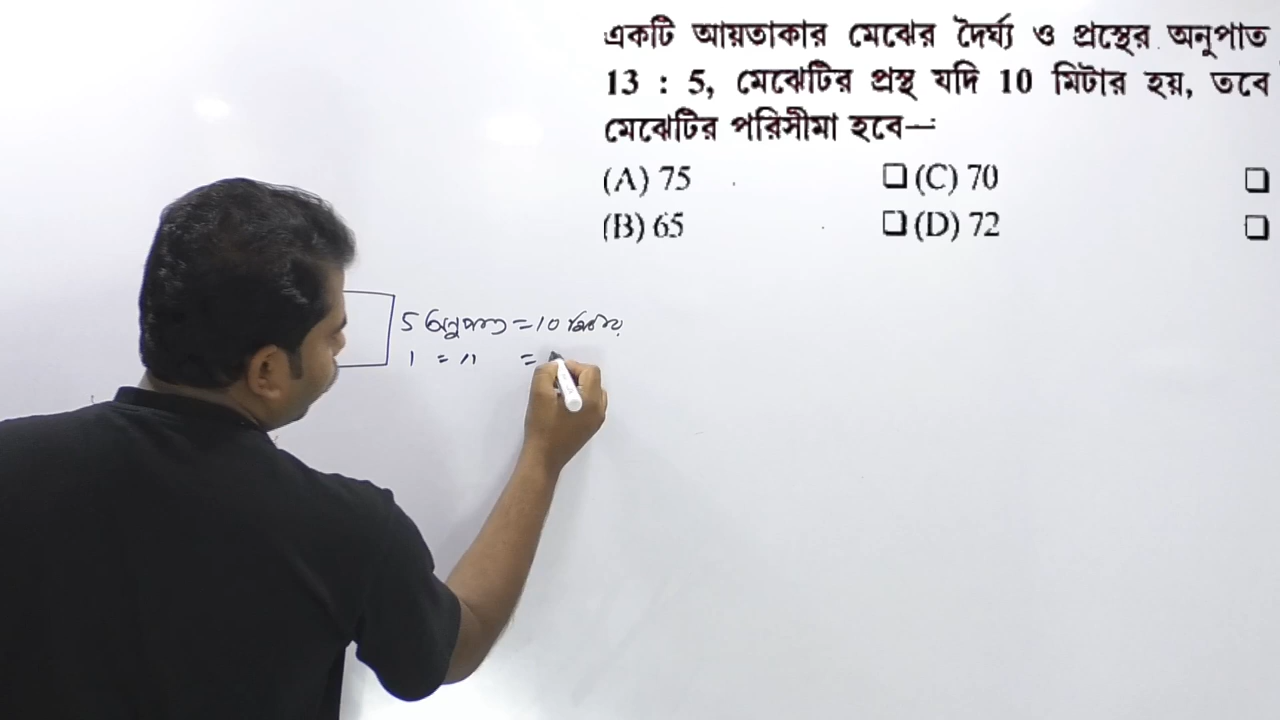 একটি আয়তাকার মেঝের দৈর্ঘ্য ও প্রস্থের অনুপাত
13 : 5, মেঝেটির প্রস্থ যদি 10 মিটার হয়, তবে
মেঝেটির পরিসীমা হবে—
(A) 75 ❑ (C) 70 ❑
(B) 65 ❑ (D) 72 ❑
5 অনুপাত = 10 মিটার
1 = " =